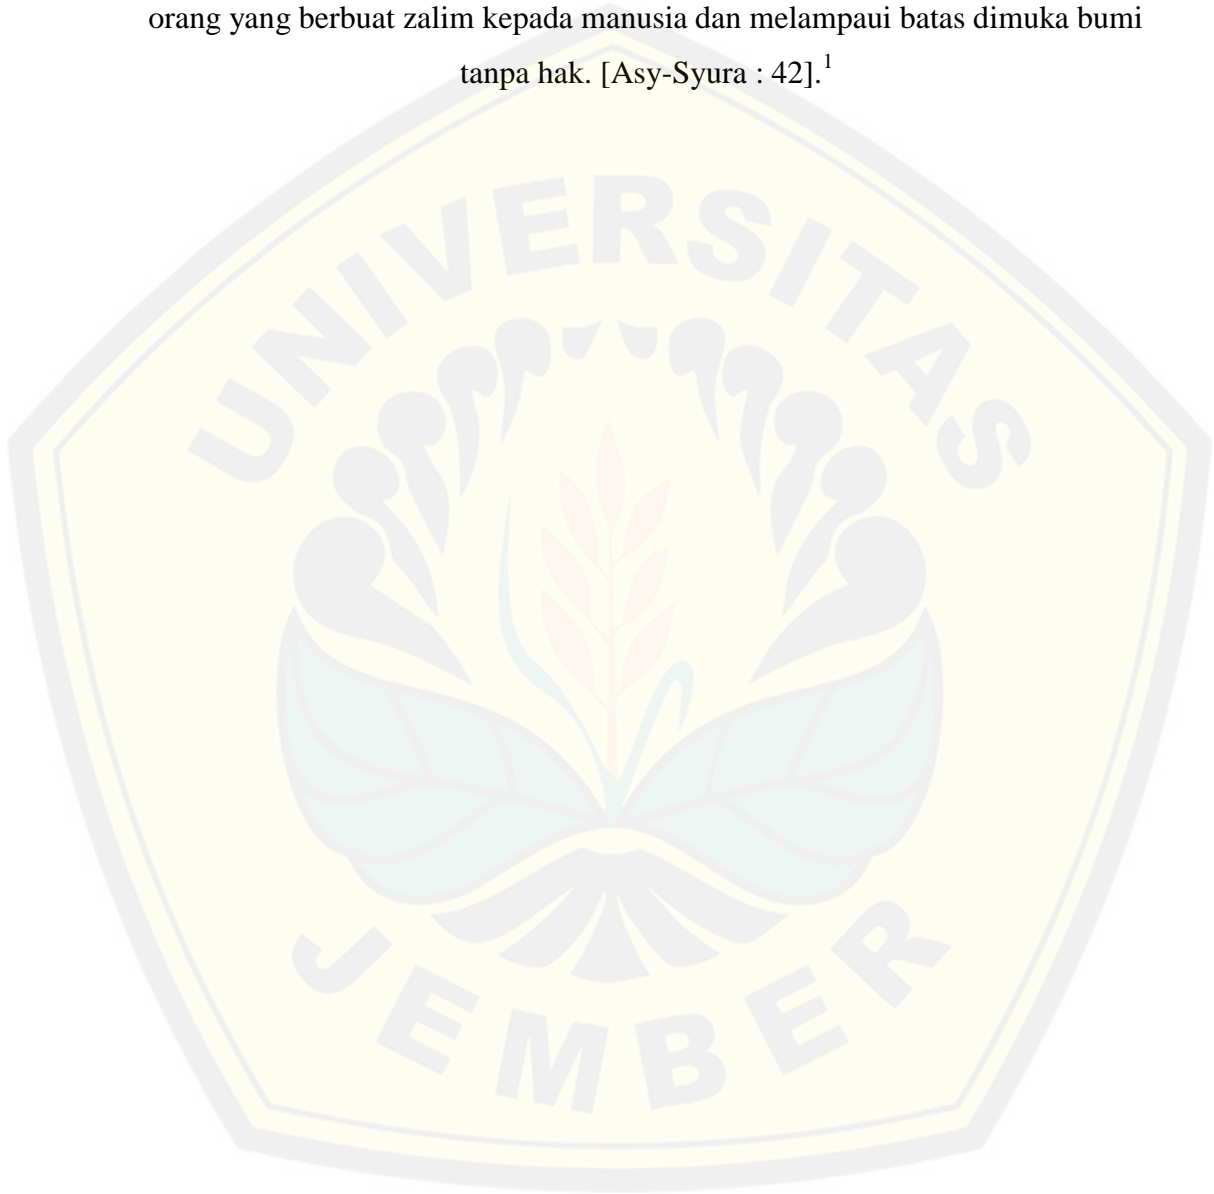 orang yang berbuat zalim kepada manusia dan melampaui batas dimuka bumi
tanpa hak. [Asy-Syura : 42].1
UNIVERSITAS
JEMBER